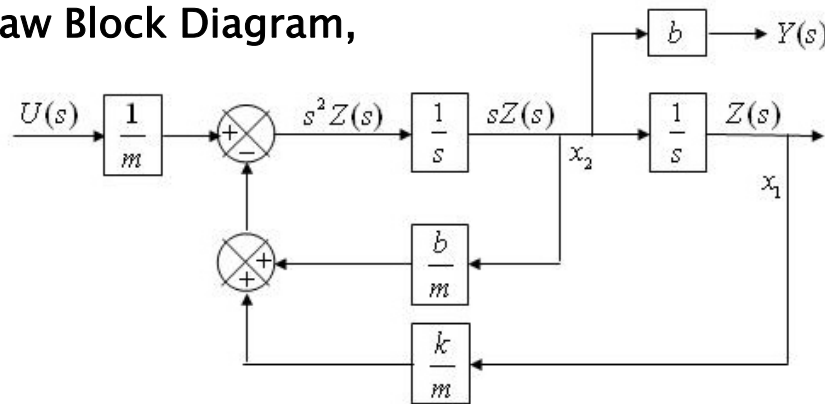 aw Block Diagram,
b Y(s)
U(s) 1/m + − s²Z(s) 1/s sZ(s) x₂ 1/s Z(s)
x₁
+ + b/m
k/m